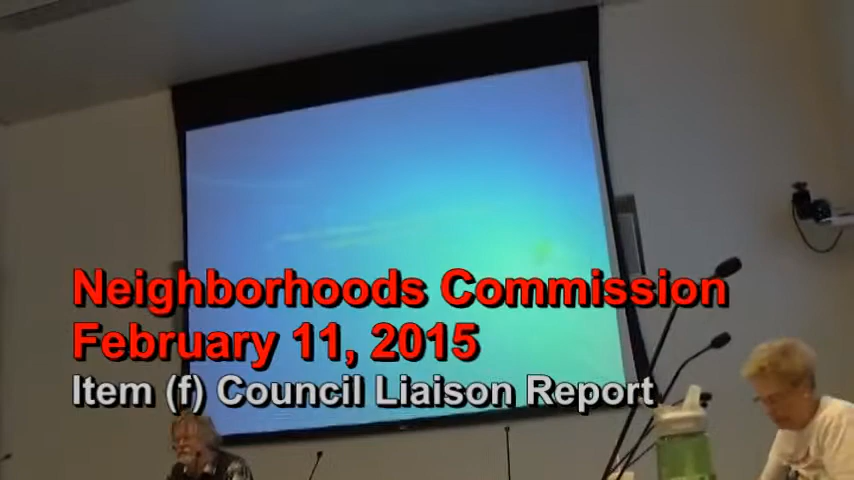 Neighborhoods Commission
February 11, 2015
Item (f) Council Liaison Report